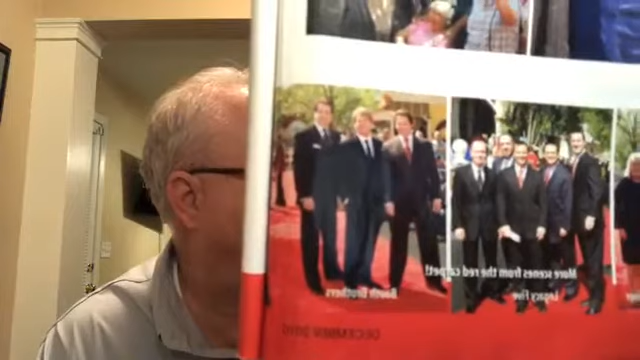 More scenes from the red carpet!
Booth Brothers
Legacy Five
DECEMBER 2010